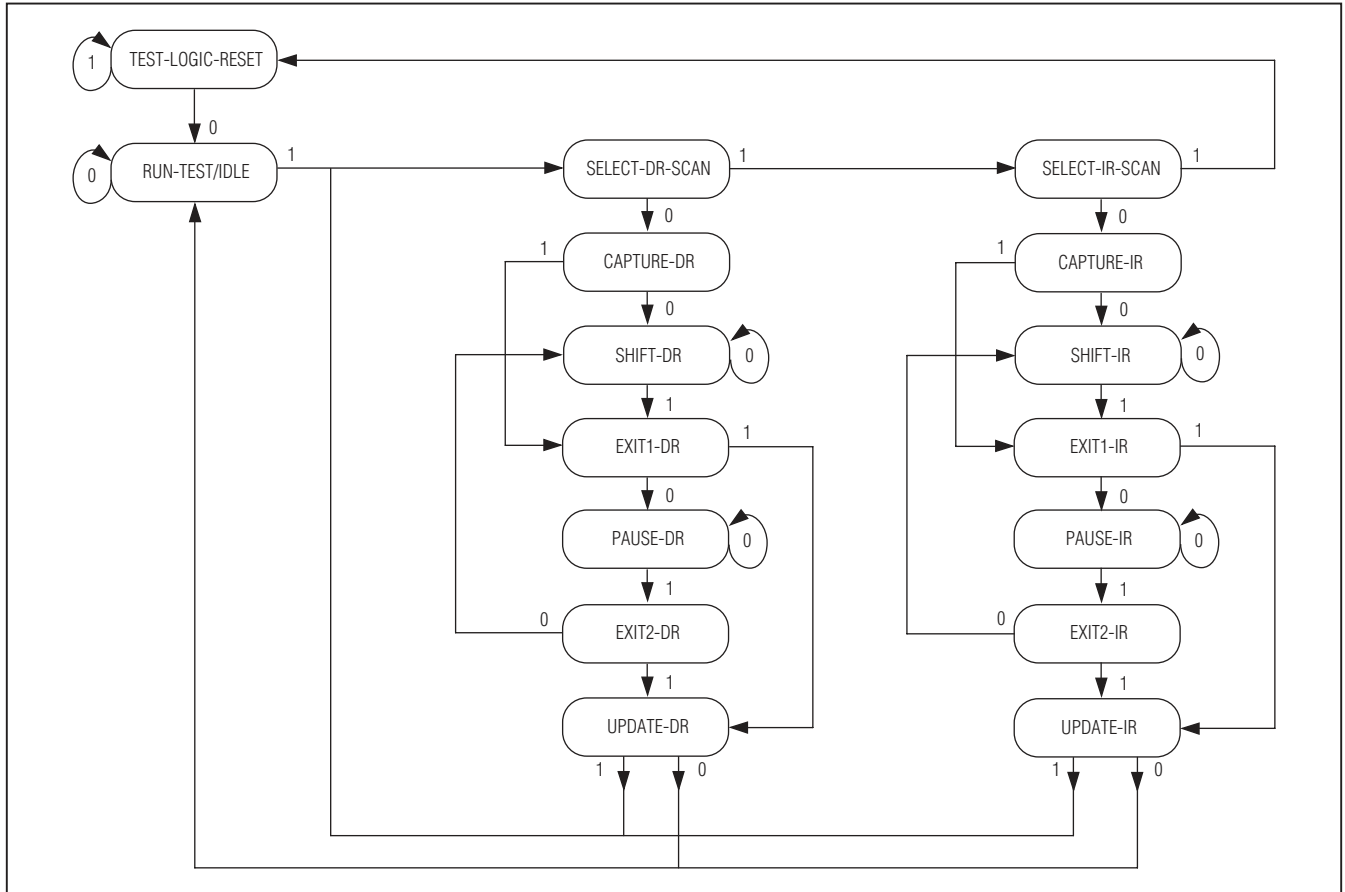 TEST-LOGIC-RESET
1
0
RUN-TEST/IDLE
1
0
SELECT-DR-SCAN
1
0
CAPTURE-DR
1
0
SHIFT-DR
0
1
EXIT1-DR
1
0
PAUSE-DR
0
1
EXIT2-DR
0
1
UPDATE-DR
1
0
SELECT-IR-SCAN
1
0
CAPTURE-IR
1
0
SHIFT-IR
0
1
EXIT1-IR
1
0
PAUSE-IR
0
1
EXIT2-IR
0
1
UPDATE-IR
1
0